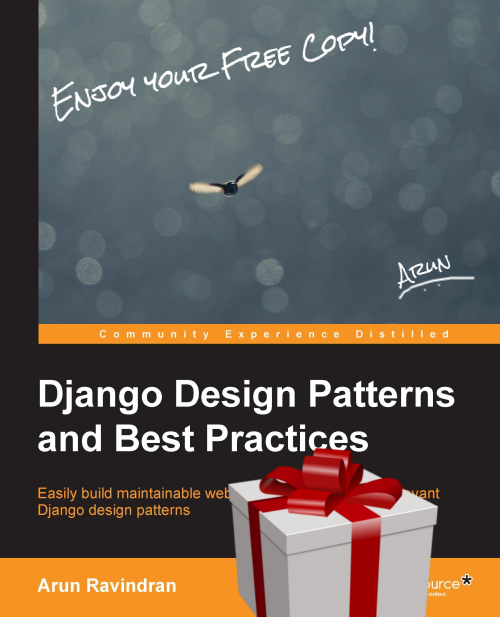 Enjoy your Free Copy!
Arun
Community Experience Distilled
Django Design Patterns
and Best Practices
Easily build maintainable
Django design patterns
Arun Ravindran